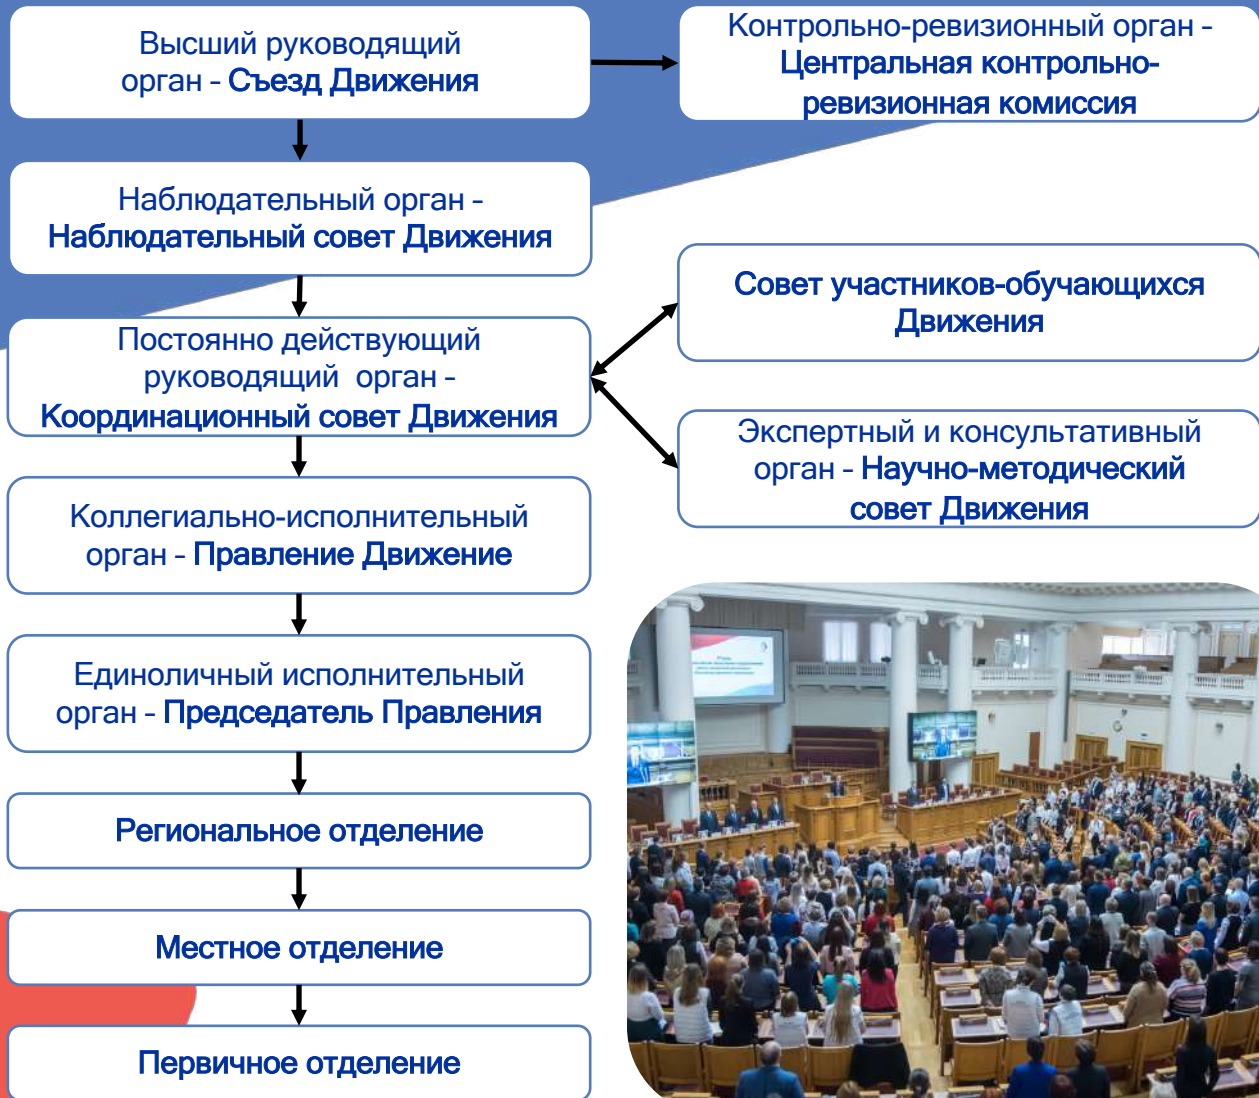 Высший руководящий
орган - Съезд Движения
Контрольно-ревизионный орган -
Центральная контрольно-
ревизионная комиссия
Наблюдательный орган -
Наблюдательный совет Движения
Совет участников-обучающихся
Движения
Постоянно действующий
руководящий орган -
Координационный совет Движения
Экспертный и консультативный
орган - Научно-методический
совет Движения
Коллегиально-исполнительный
орган - Правление Движение
Единоличный исполнительный
орган - Председатель Правления
Региональное отделение
Местное отделение
Первичное отделение